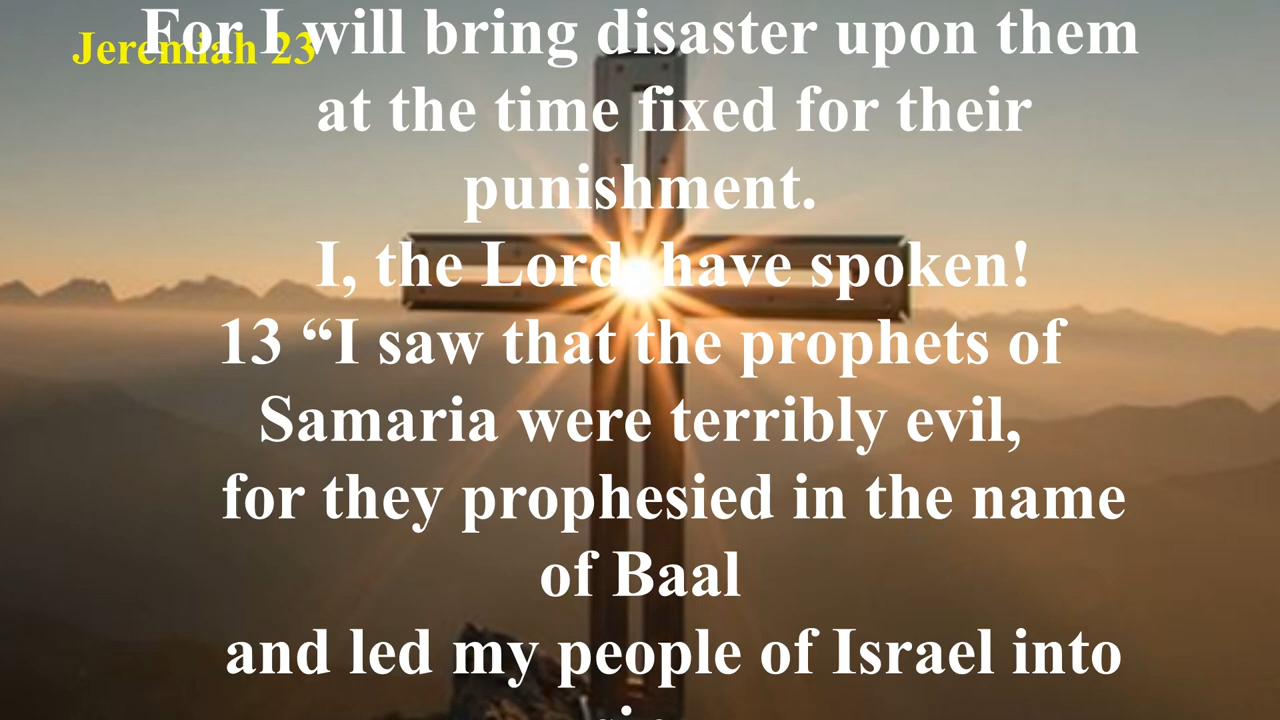 Jeremiah 23
For I will bring disaster upon them
at the time fixed for their
punishment.
I, the Lord, have spoken!
13 “I saw that the prophets of
Samaria were terribly evil,
for they prophesied in the name
of Baal
and led my people of Israel into